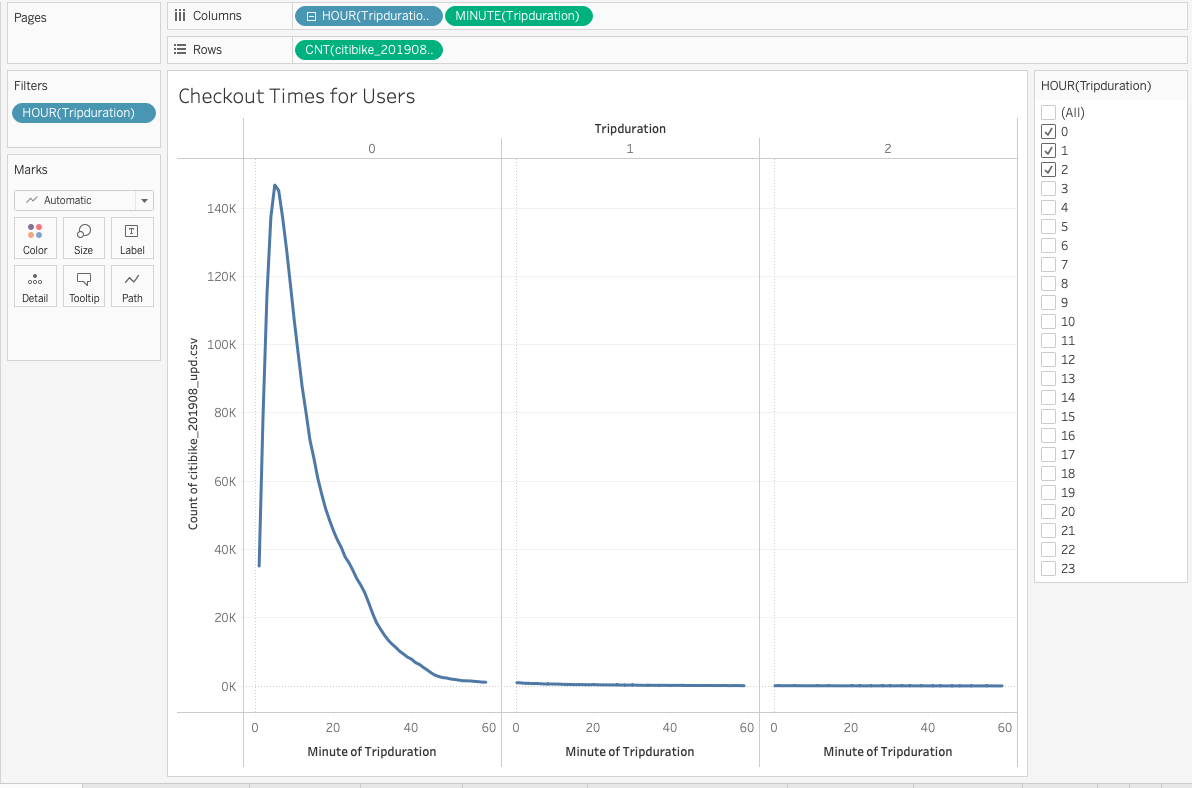 Pages
Columns
HOUR(Tripduratio..
MINUTE(Tripduration)
Rows
CNT(citibike_201908..
Filters
HOUR(Tripduration)
Marks
Automatic
Color
Size
Label
Detail
Tooltip
Path
Checkout Times for Users
Tripduration
0
1
2
Count of citibike_201908_upd.csv
140K
120K
100K
80K
60K
40K
20K
0K
0 20 40 60
0 20 40 60
0 20 40 60
Minute of Tripduration
Minute of Tripduration
Minute of Tripduration
HOUR(Tripduration)
(All)
0
1
2
3
4
5
6
7
8
9
10
11
12
13
14
15
16
17
18
19
20
21
22
23